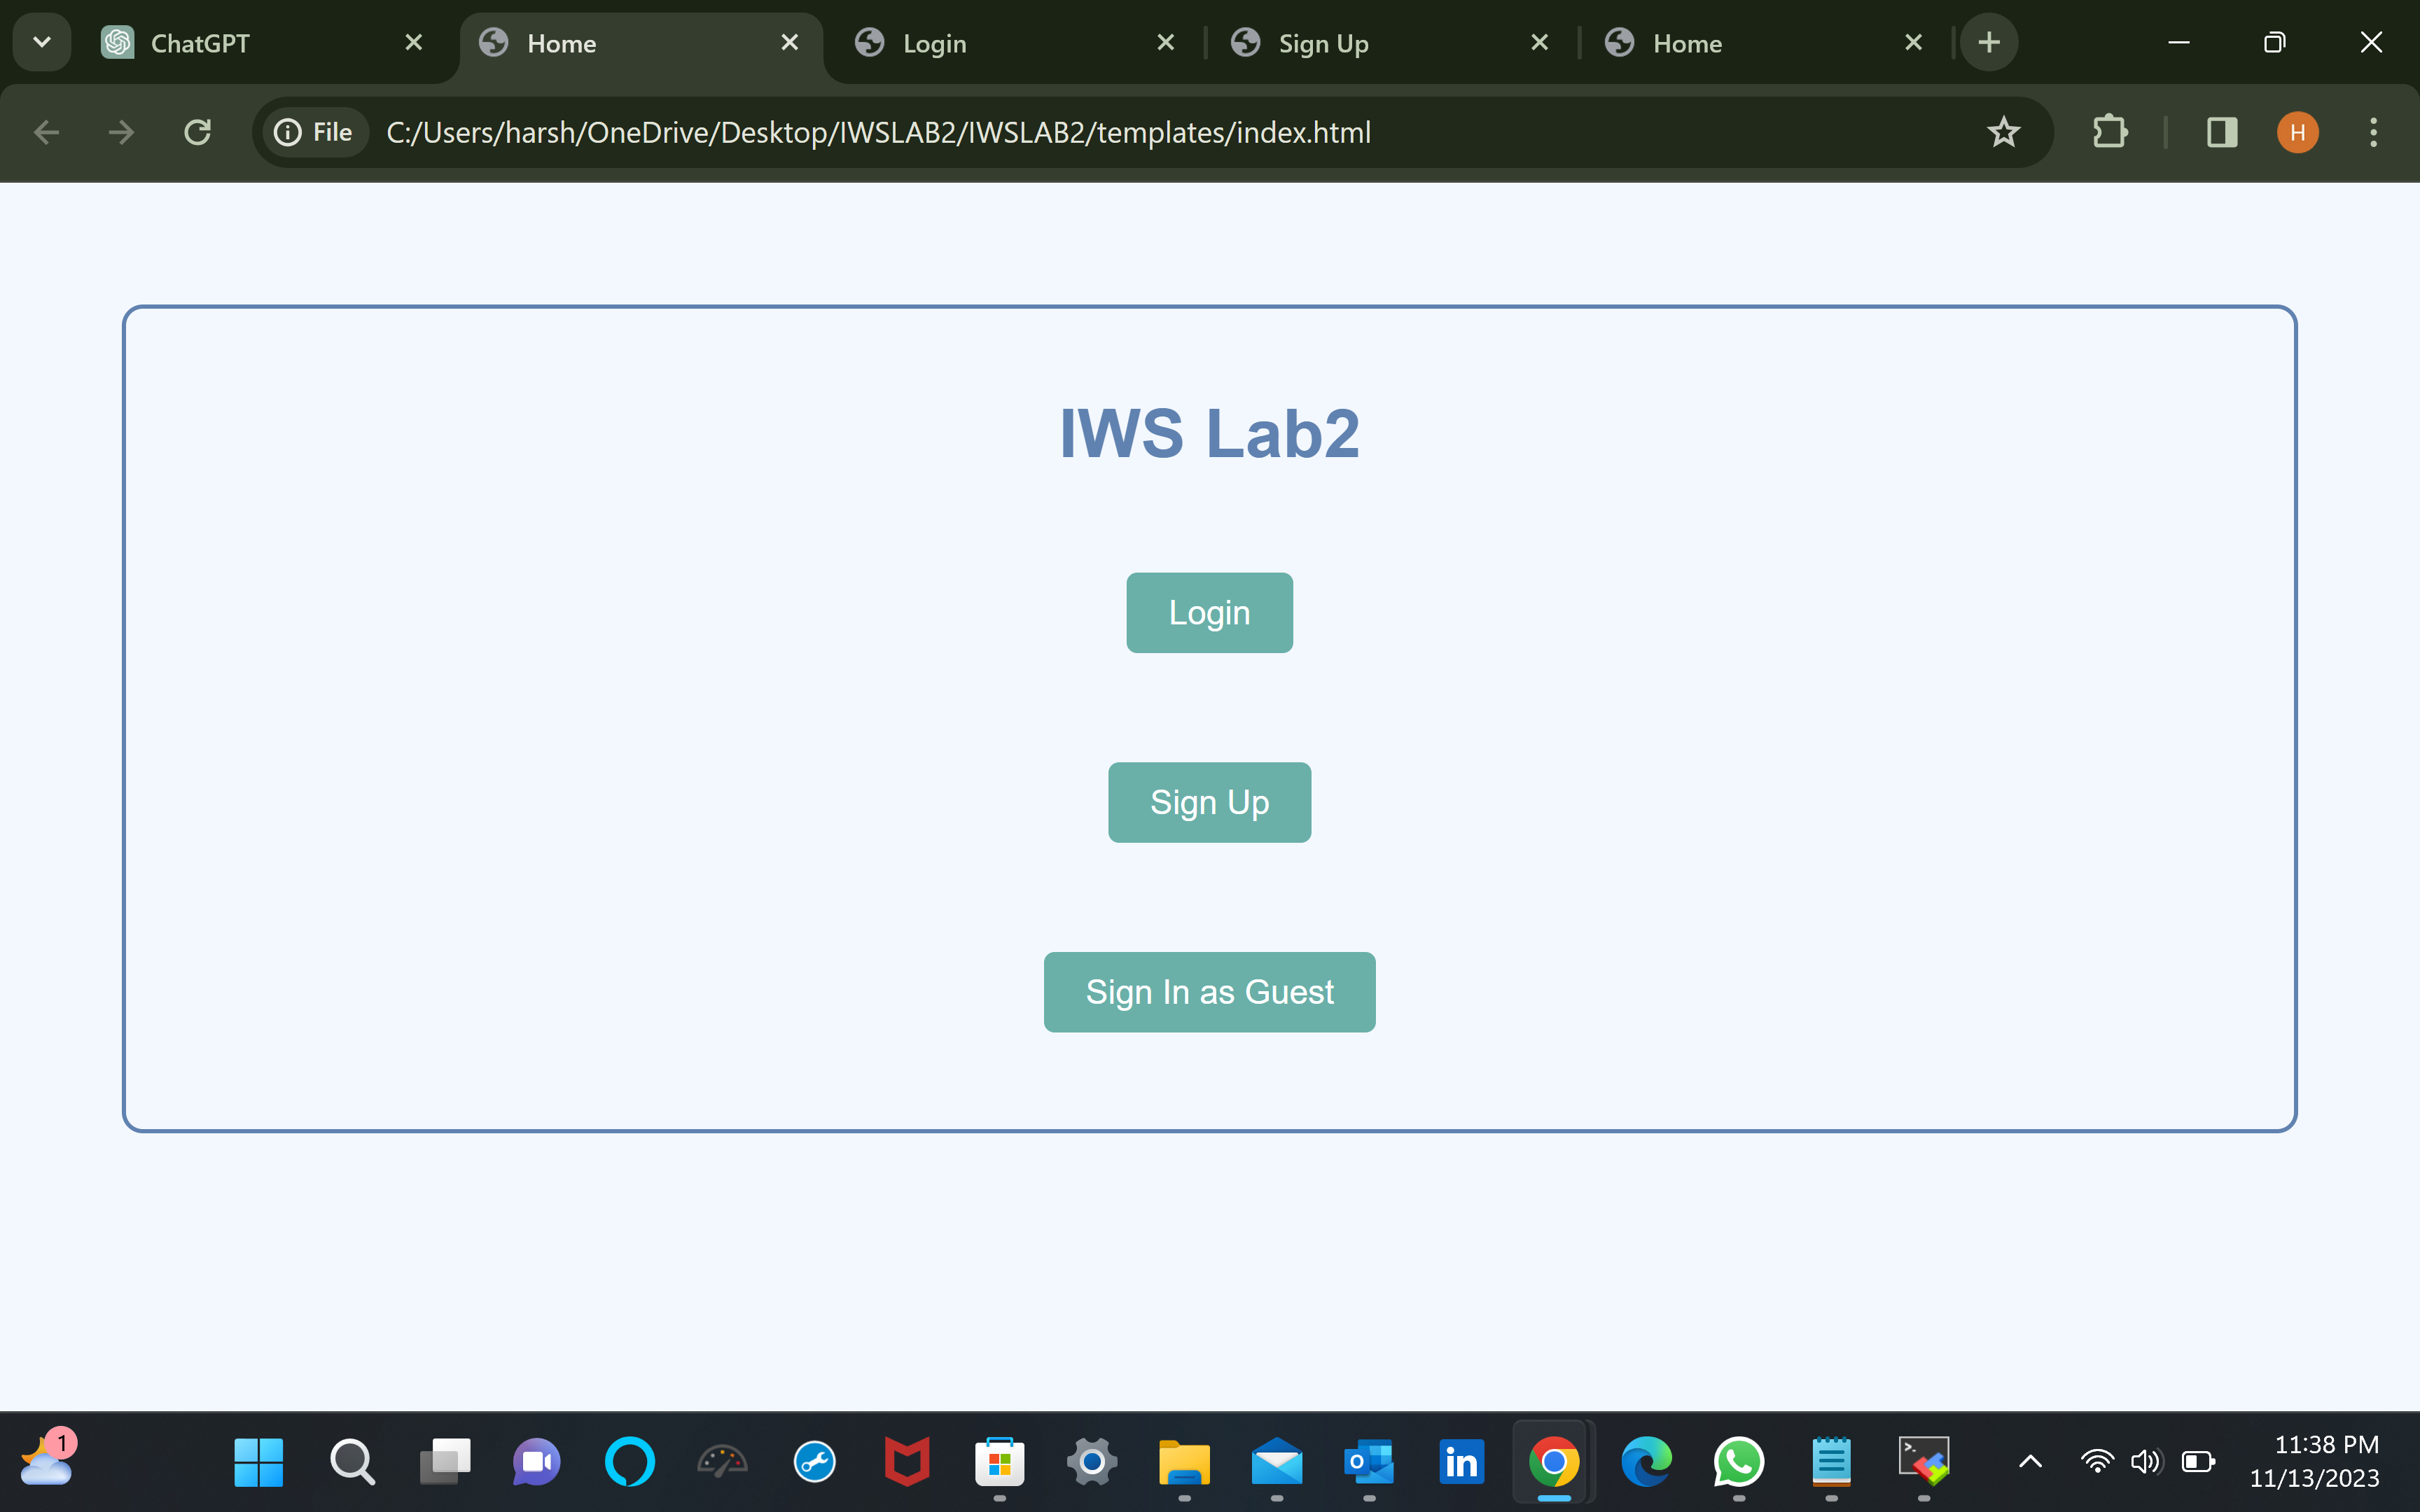 ChatGPT
Home
Login
Sign Up
Home
File
C:/Users/harsh/OneDrive/Desktop/IWSLAB2/IWSLAB2/templates/index.html
H
IWS Lab2
Login
Sign Up
Sign In as Guest
1
O
in
>_
11:38 PM
11/13/2023